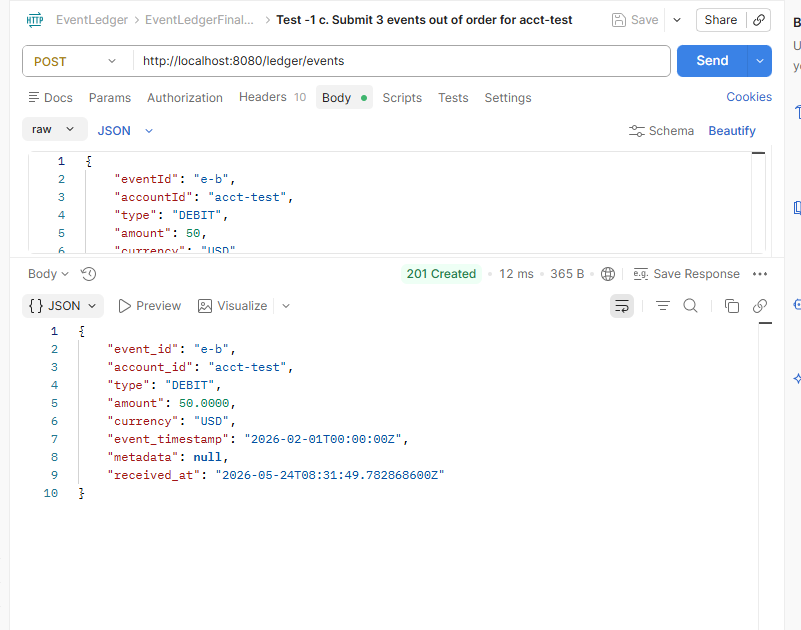 HTTP EventLedger > EventLedgerFinal... > Test -1 c. Submit 3 events out of order for acct-test Save Share
POST http://localhost:8080/ledger/events Send
Docs Params Authorization Headers 10 Body Scripts Tests Settings Cookies
raw JSON Schema Beautify
1 {
2 "eventId": "e-b",
3 "accountId": "acct-test",
4 "type": "DEBIT",
5 "amount": 50,
6 "currency": "USD"
Body 201 Created • 12 ms • 365 B e.g. Save Response
{} JSON Preview Visualize
1 {
2 "event_id": "e-b",
3 "account_id": "acct-test",
4 "type": "DEBIT",
5 "amount": 50.0000,
6 "currency": "USD",
7 "event_timestamp": "2026-02-01T00:00:00Z",
8 "metadata": null,
9 "received_at": "2026-05-24T08:31:49.782868600Z"
10 }